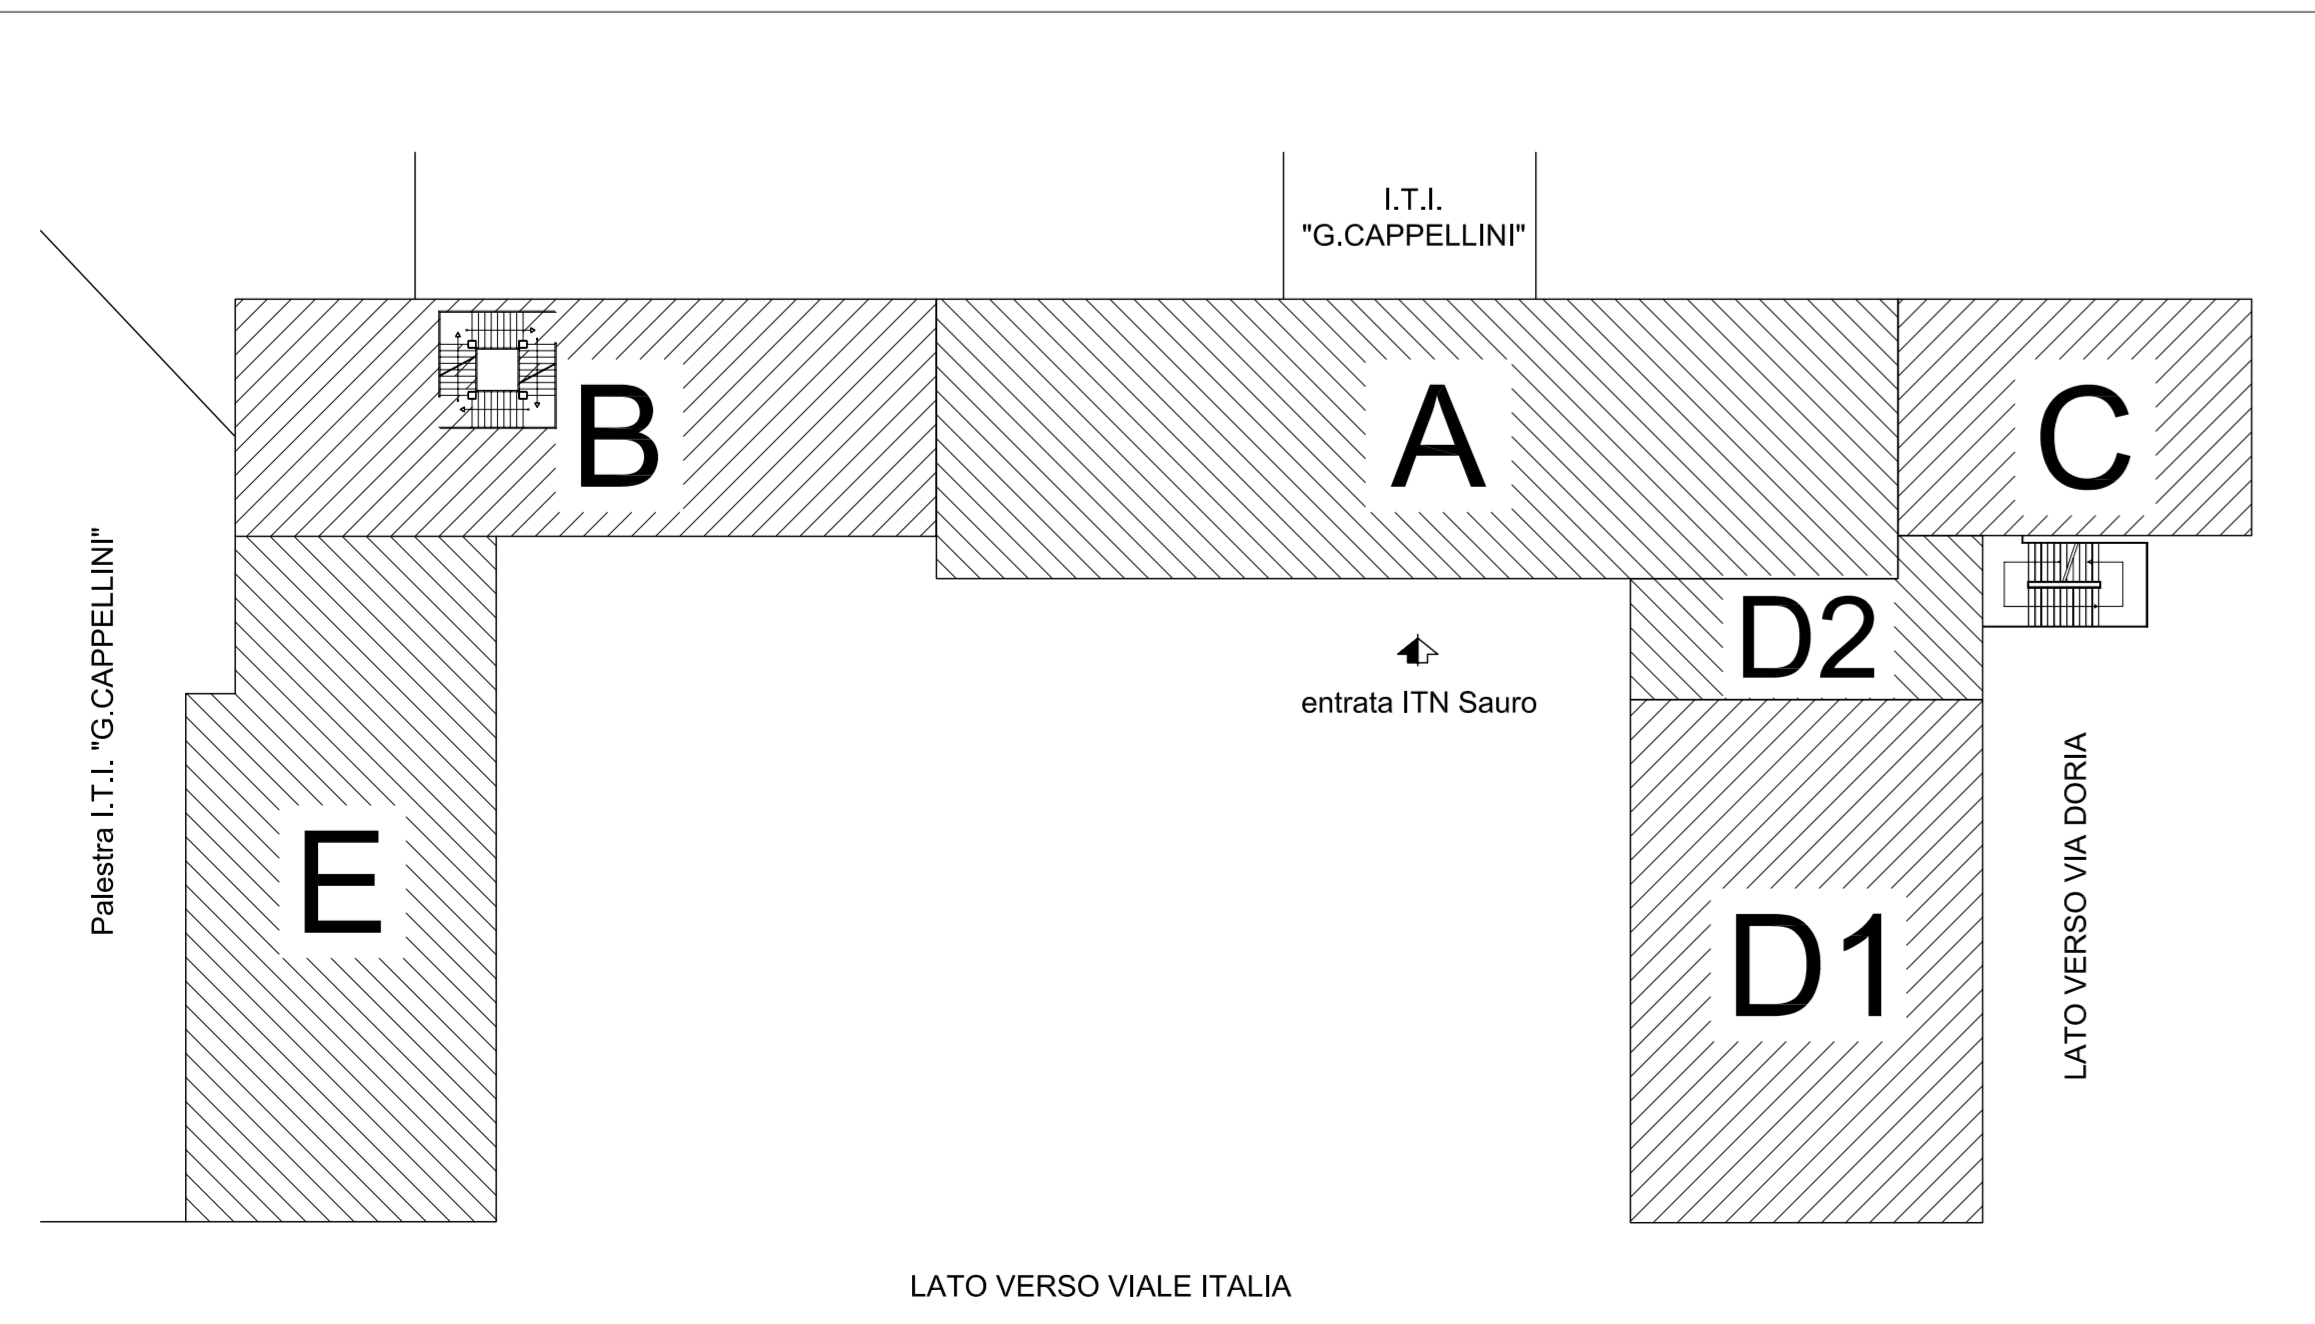 I.T.I.
"G.CAPPELLINI"
B
A
C
D2
entrata ITN Sauro
Palestra I.T.I. "G.CAPPELLINI"
E
D1
LATO VERSO VIA DORIA
LATO VERSO VIALE ITALIA